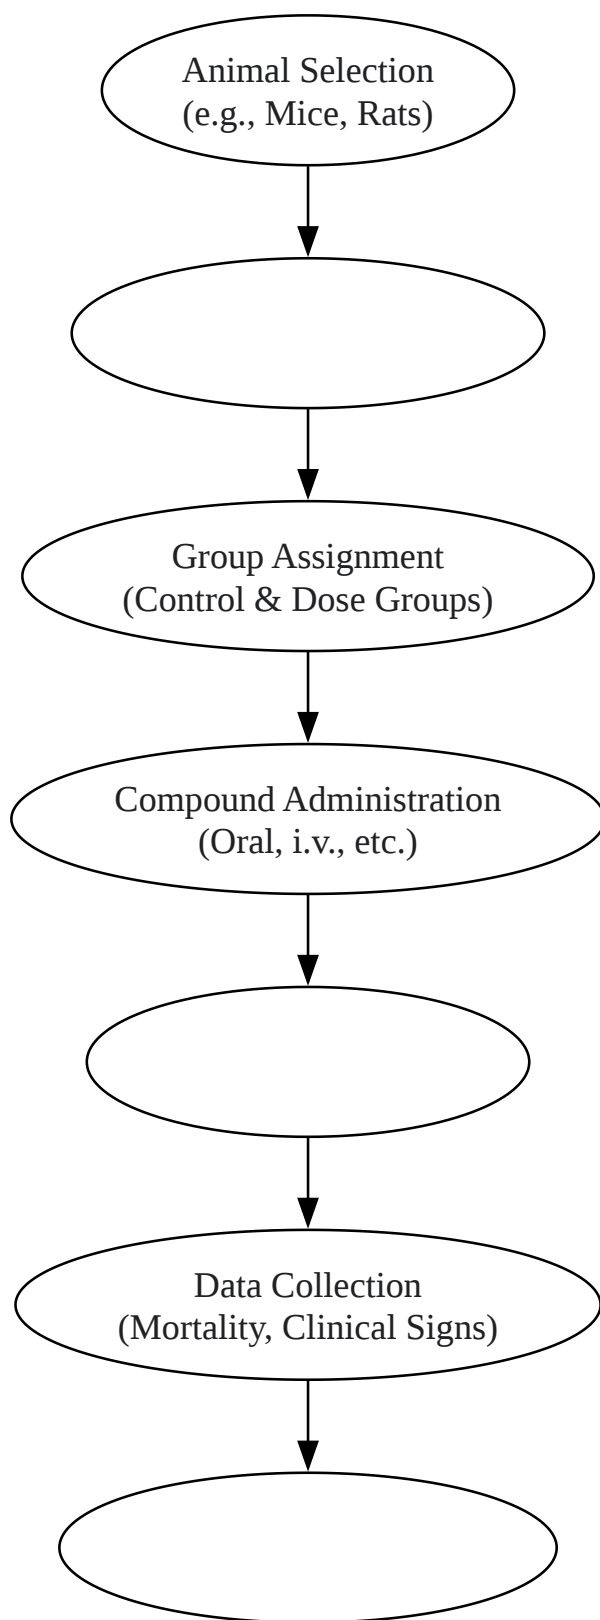 Animal Selection
(e.g., Mice, Rats)
Group Assignment
(Control & Dose Groups)
Compound Administration
(Oral, i.v., etc.)
Data Collection
(Mortality, Clinical Signs)